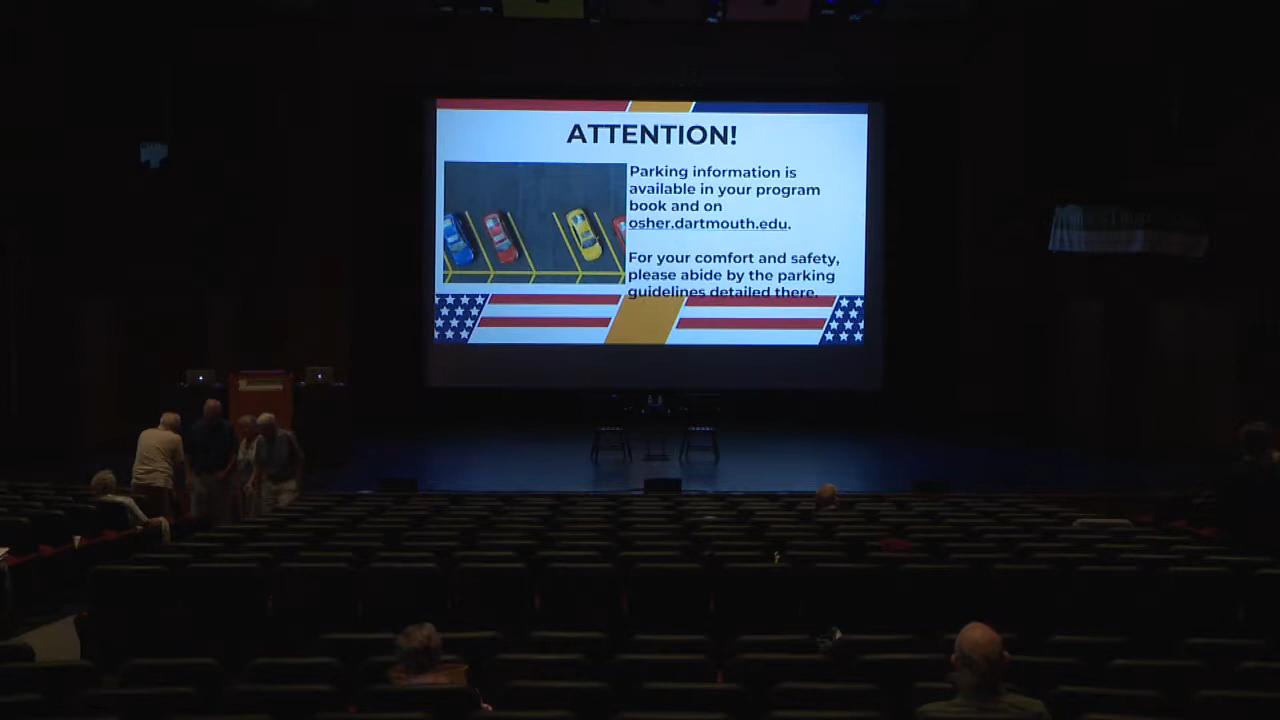 ATTENTION!
Parking information is
available in your program
book and on
osher.dartmouth.edu.
For your comfort and safety,
please abide by the parking
guidelines detailed there.